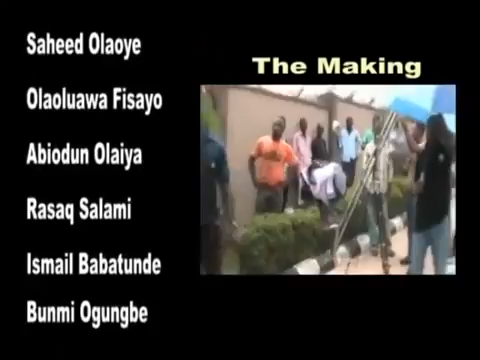 Saheed Olaoye
The Making
Olaoluawa Fisayo
Abiodun Olaiya
Rasaq Salami
Ismail Babatunde
Bunmi Ogungbe